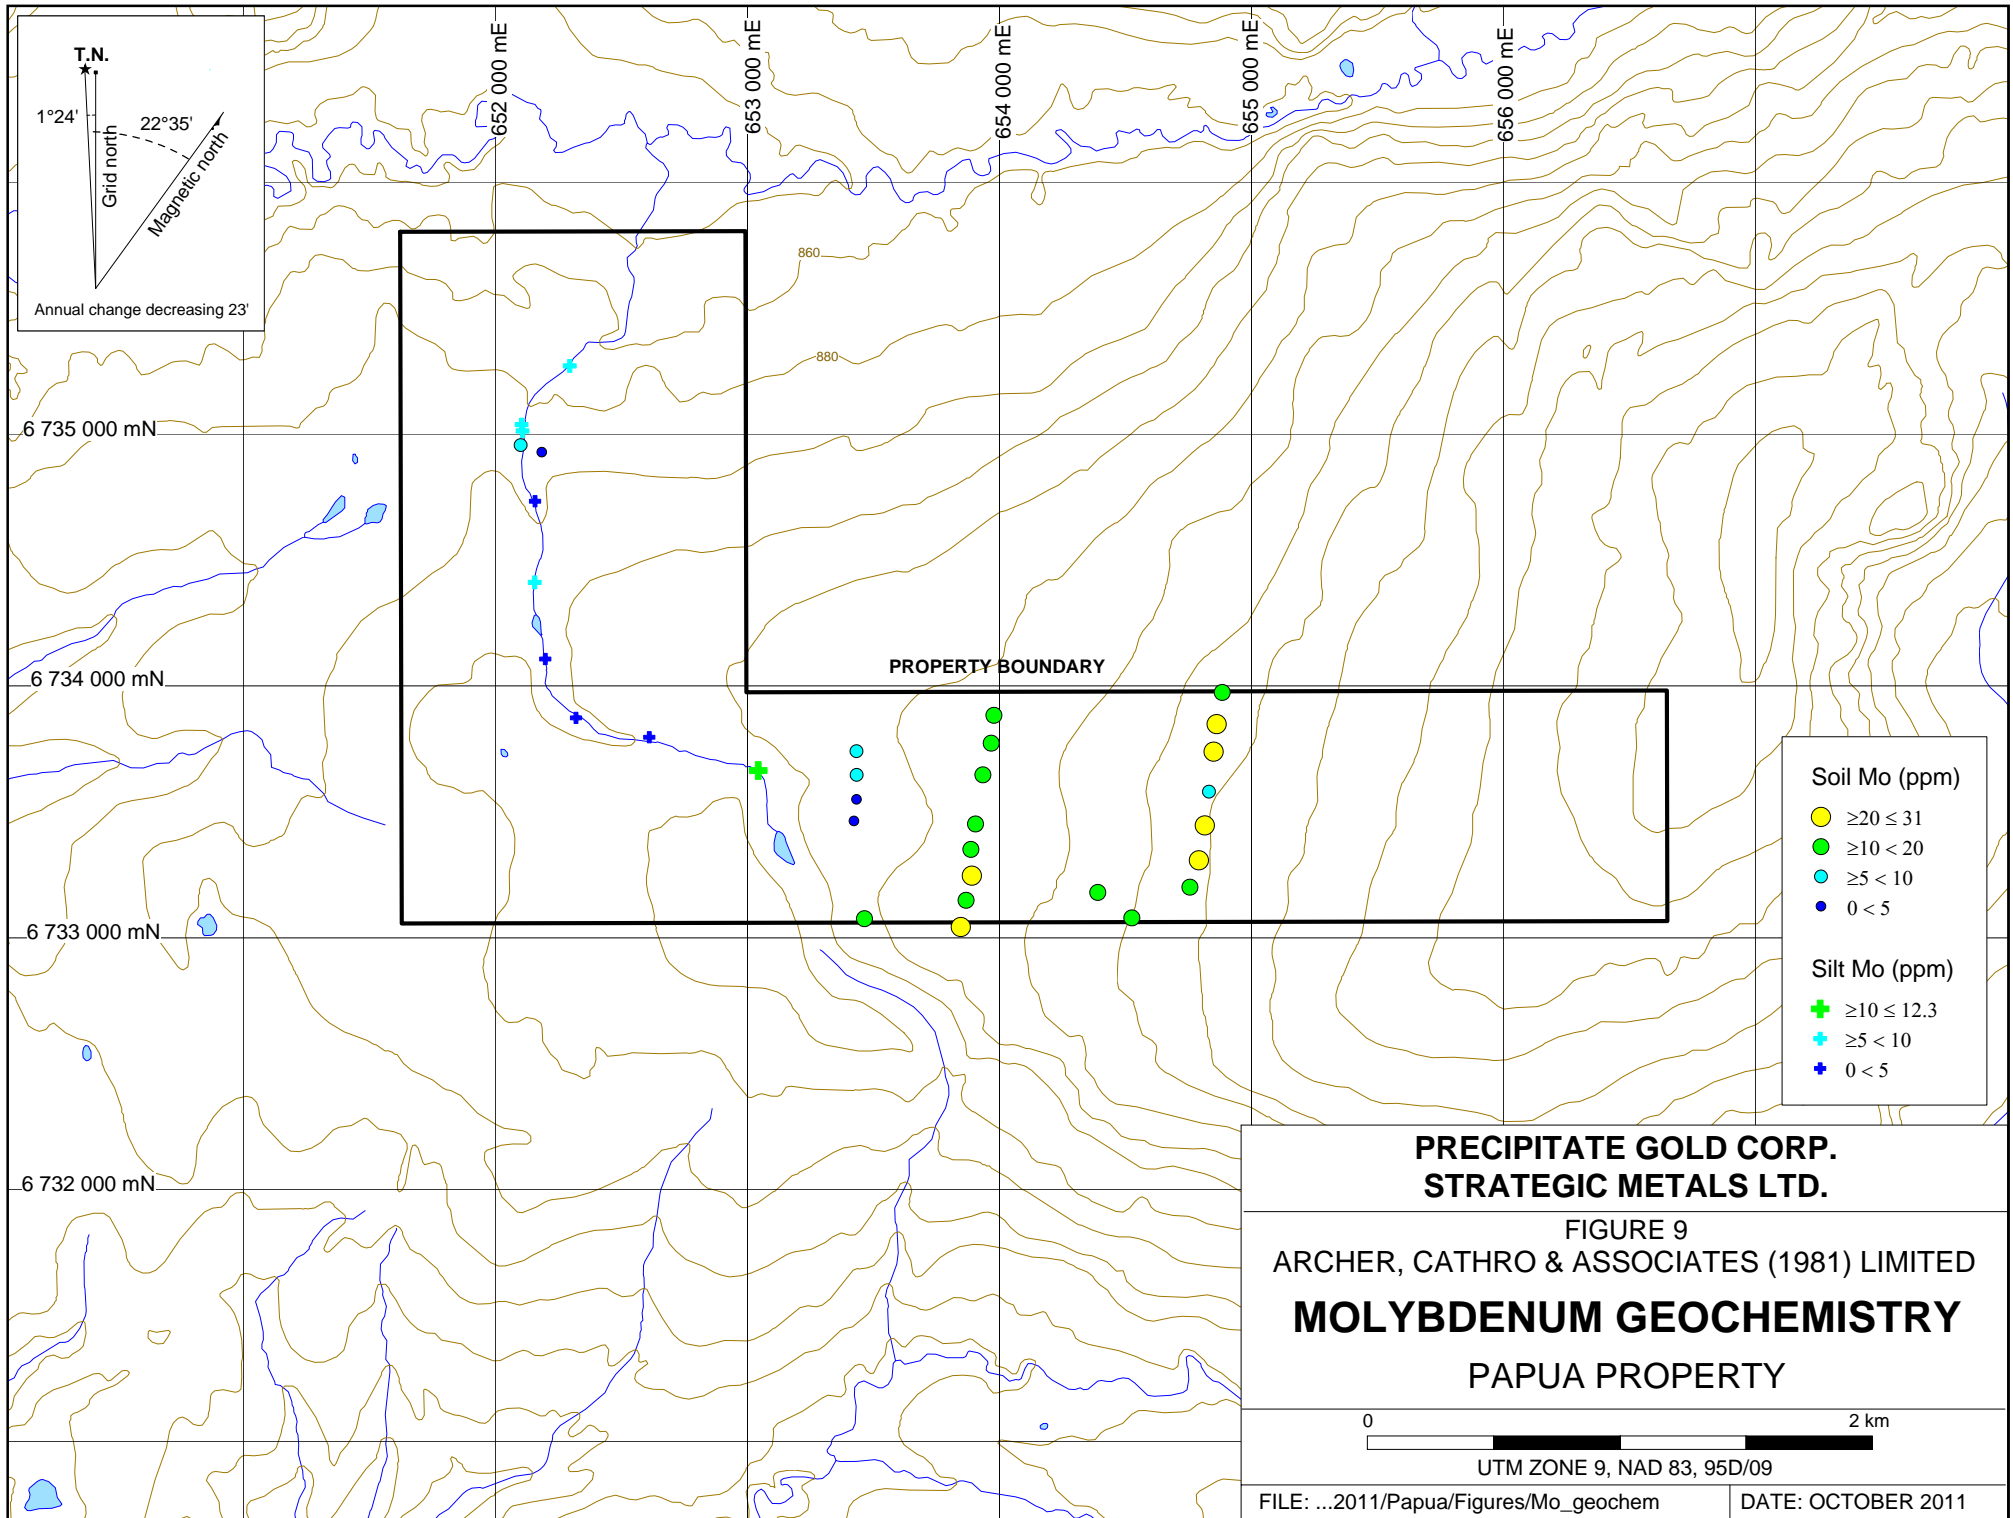 T.N.
1°24'
22°35'
Grid north
Magnetic north
Annual change decreasing 23'
652 000 mE
653 000 mE
654 000 mE
655 000 mE
656 000 mE
860
880
6 735 000 mN
6 734 000 mN
6 733 000 mN
6 732 000 mN
PROPERTY BOUNDARY
Soil Mo (ppm)
≥20 ≤ 31
≥10 < 20
≥5 < 10
0 < 5
Silt Mo (ppm)
≥10 ≤ 12.3
≥5 < 10
0 < 5
PRECIPITATE GOLD CORP.
STRATEGIC METALS LTD.
FIGURE 9
ARCHER, CATHRO & ASSOCIATES (1981) LIMITED
MOLYBDENUM GEOCHEMISTRY
PAPUA PROPERTY
0 2 km
UTM ZONE 9, NAD 83, 95D/09
FILE: ...2011/Papua/Figures/Mo_geochem
DATE: OCTOBER 2011